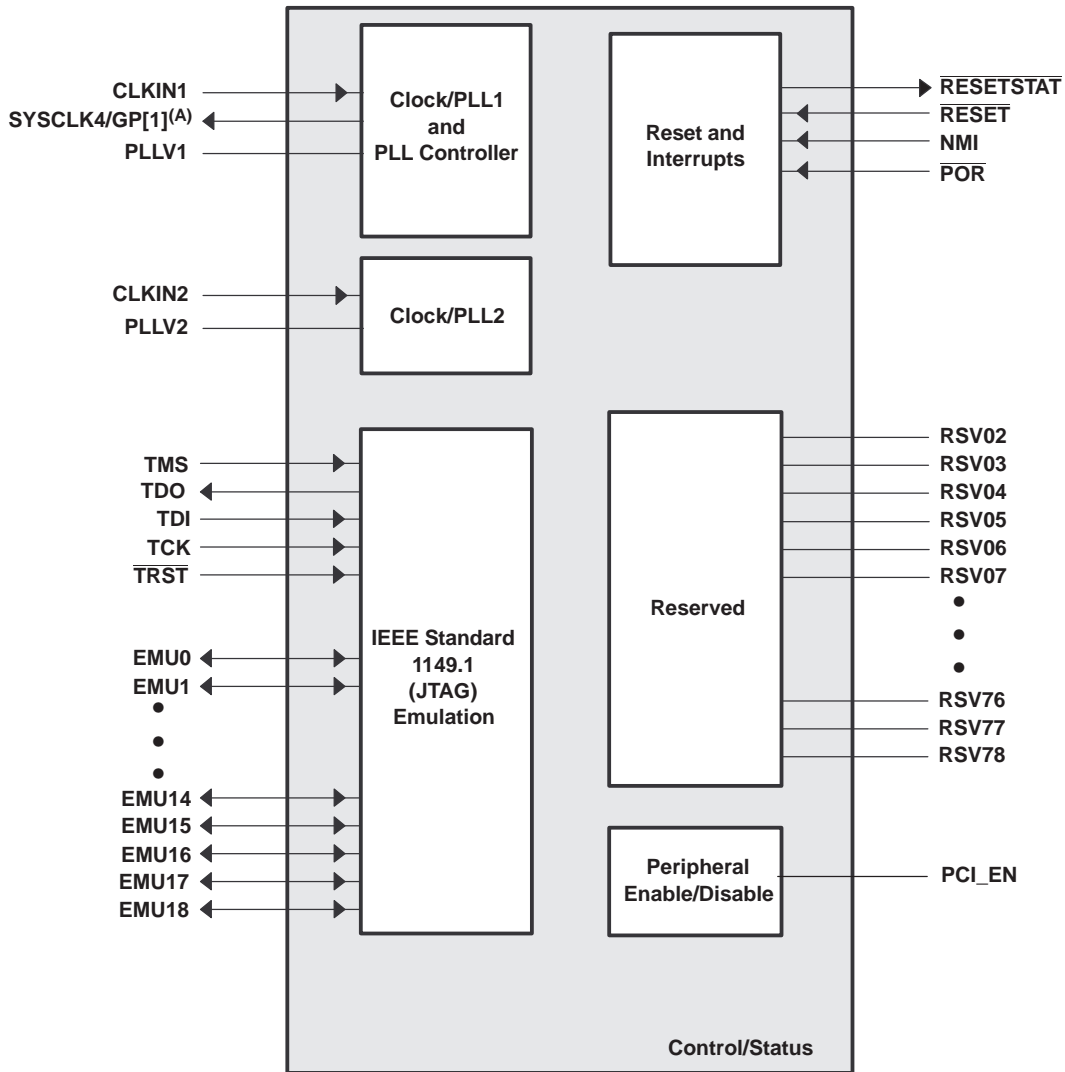 CLKIN1
SYSCLK4/GP[1](A)
PLLV1
Clock/PLL1
and
PLL Controller
Reset and
Interrupts
RESETSTAT
RESET
NMI
POR
CLKIN2
PLLV2
Clock/PLL2
TMS
TDO
TDI
TCK
TRST
EMU0
EMU1
EMU14
EMU15
EMU16
EMU17
EMU18
IEEE Standard
1149.1
(JTAG)
Emulation
Reserved
RSV02
RSV03
RSV04
RSV05
RSV06
RSV07
RSV76
RSV77
RSV78
Peripheral
Enable/Disable
PCI_EN
Control/Status